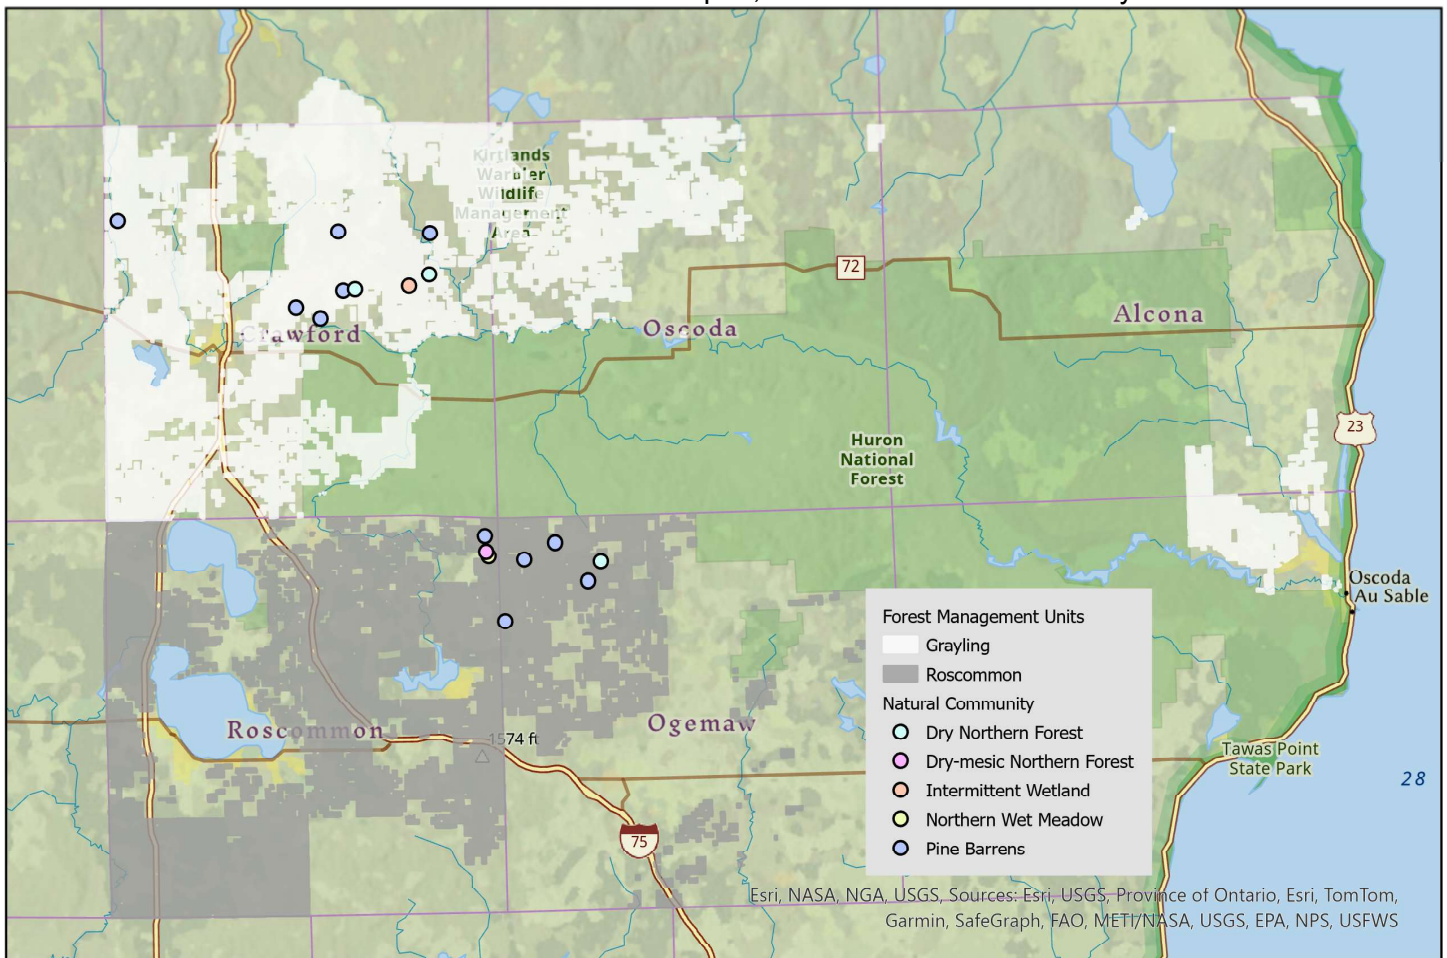 Kirtlands
Warbler
Wildlife
Management
Area
72
Crawford
Oscoda
Alcona
23
Huron
National
Forest
Oscoda
Au Sable
Forest Management Units
Grayling
Roscommon
Natural Community
Dry Northern Forest
Dry-mesic Northern Forest
Intermittent Wetland
Northern Wet Meadow
Pine Barrens
Roscommon
1574 ft
Ogemaw
Tawas Point
State Park
28
75
Esri, NASA, NGA, USGS, Sources: Esri, USGS, Province of Ontario, Esri, TomTom,
Garmin, SafeGraph, FAO, METI/NASA, USGS, EPA, NPS, USFWS